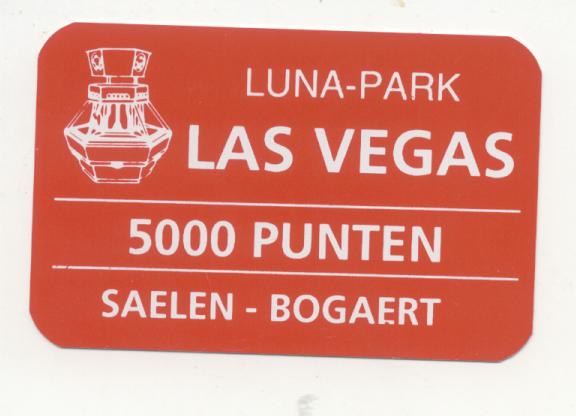 LUNA-PARK
LAS VEGAS
5000 PUNTEN
SAELEN - BOGAERT